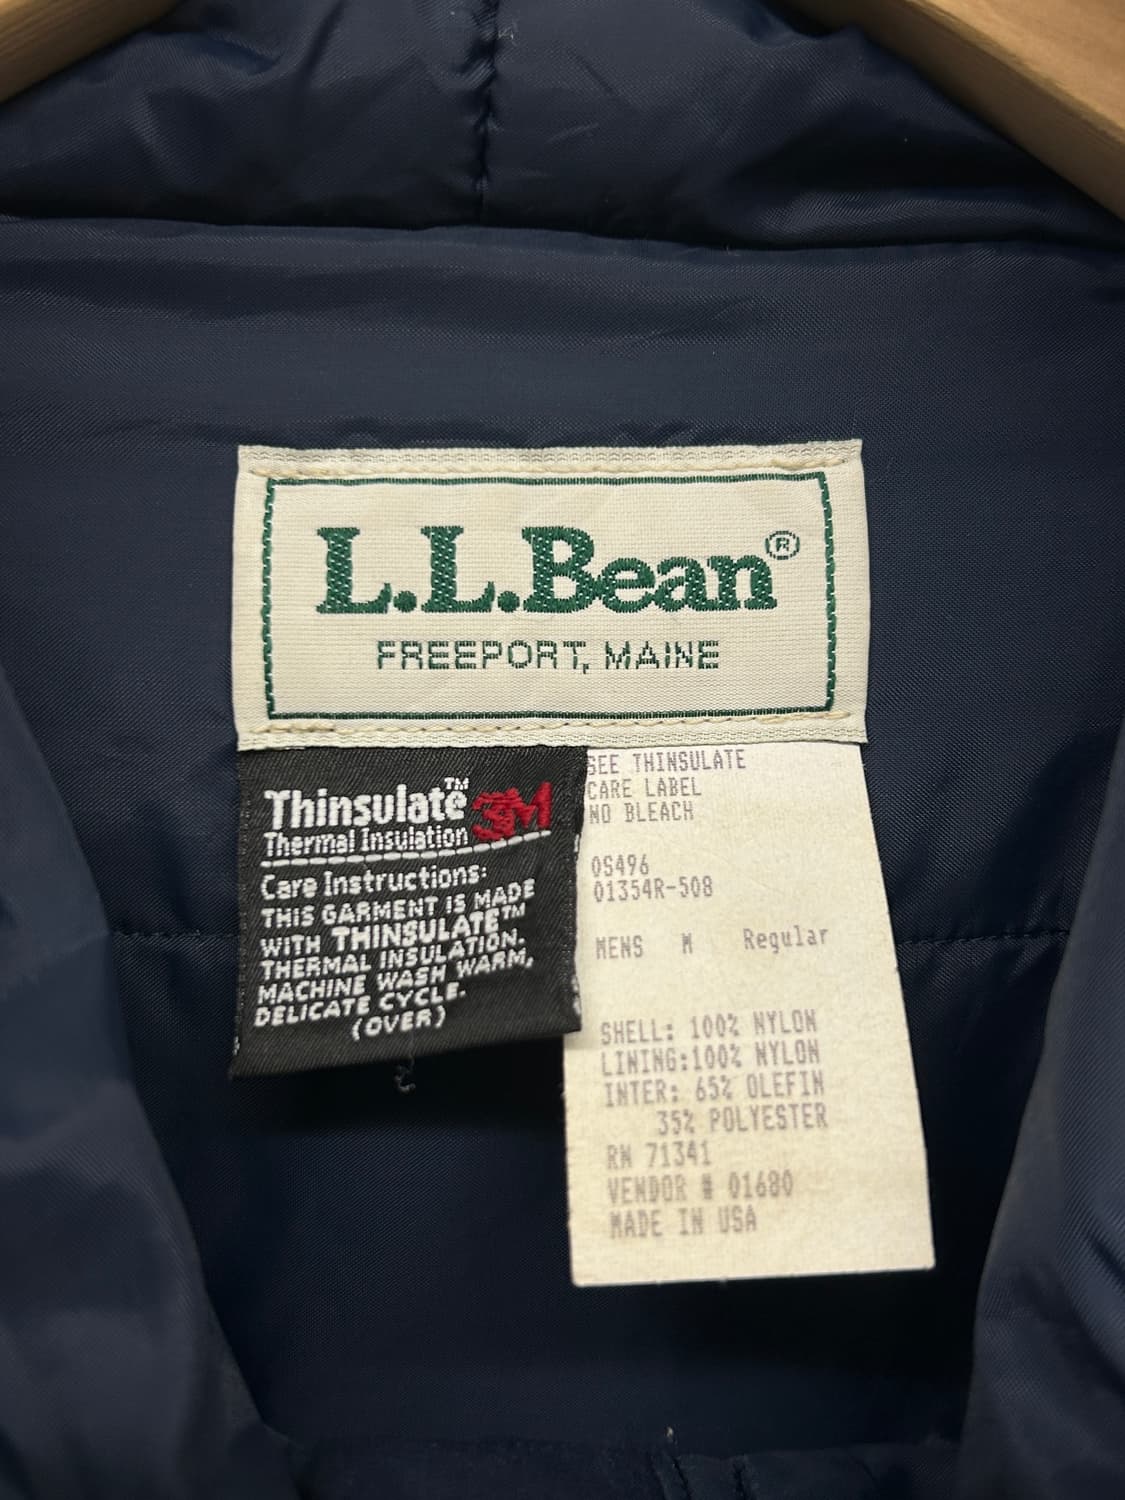 L.L.Bean®
FREEPORT, MAINE
Thinsulate™ 3M
Thermal Insulation
Care Instructions:
THIS GARMENT IS MADE
WITH THINSULATE™
THERMAL INSULATION.
MACHINE WASH WARM,
DELICATE CYCLE.
(OVER)
SEE THINSULATE
CARE LABEL
NO BLEACH
0S496
01354R-508
MENS M Regular
SHELL: 100% NYLON
LINING:100% NYLON
INTER: 65% OLEFIN
35% POLYESTER
RN 71341
VENDOR # 01680
MADE IN USA